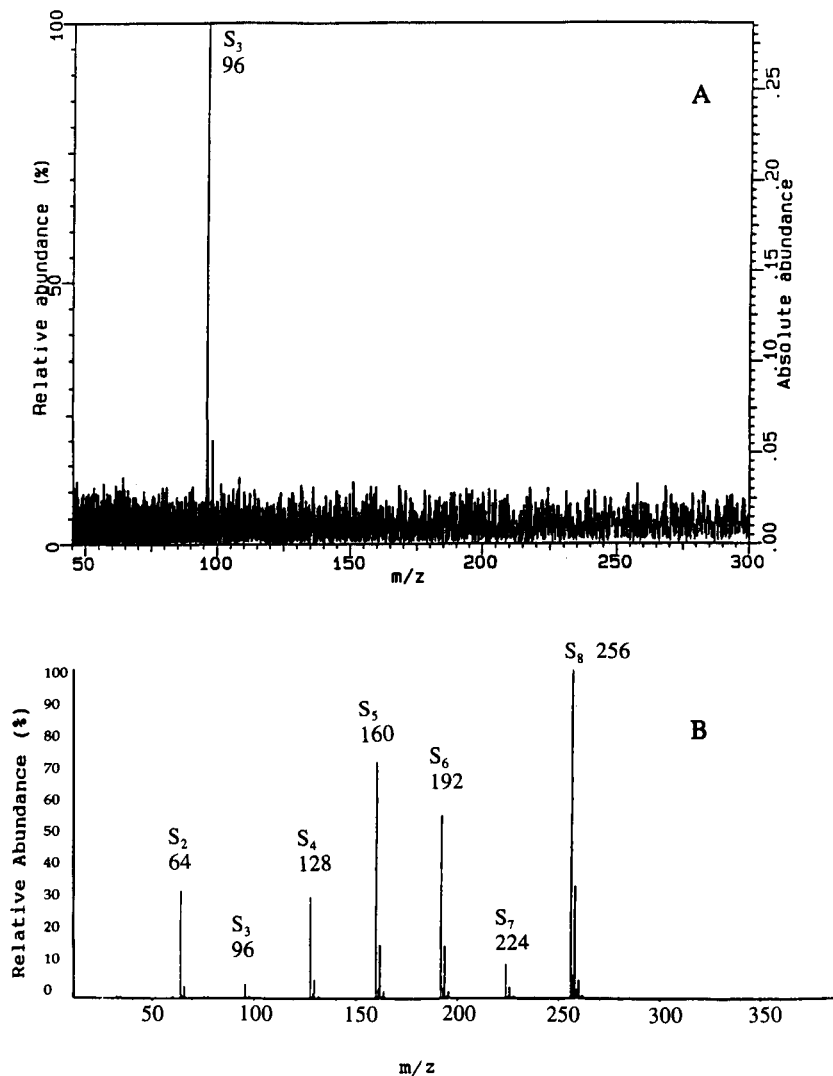 100
S₃
96
A
Relative abundance (%)
50
0
.25
.20
.15
.10
.05
.00
Absolute abundance
50 100 150 200 250 300
m/z
S₈ 256
B
Relative Abundance (%)
100
90
80
70
60
50
40
30
20
10
0
S₅
160
S₆
192
S₂
64
S₄
128
S₃
96
S₇
224
50 100 150 200 250 300 350
m/z